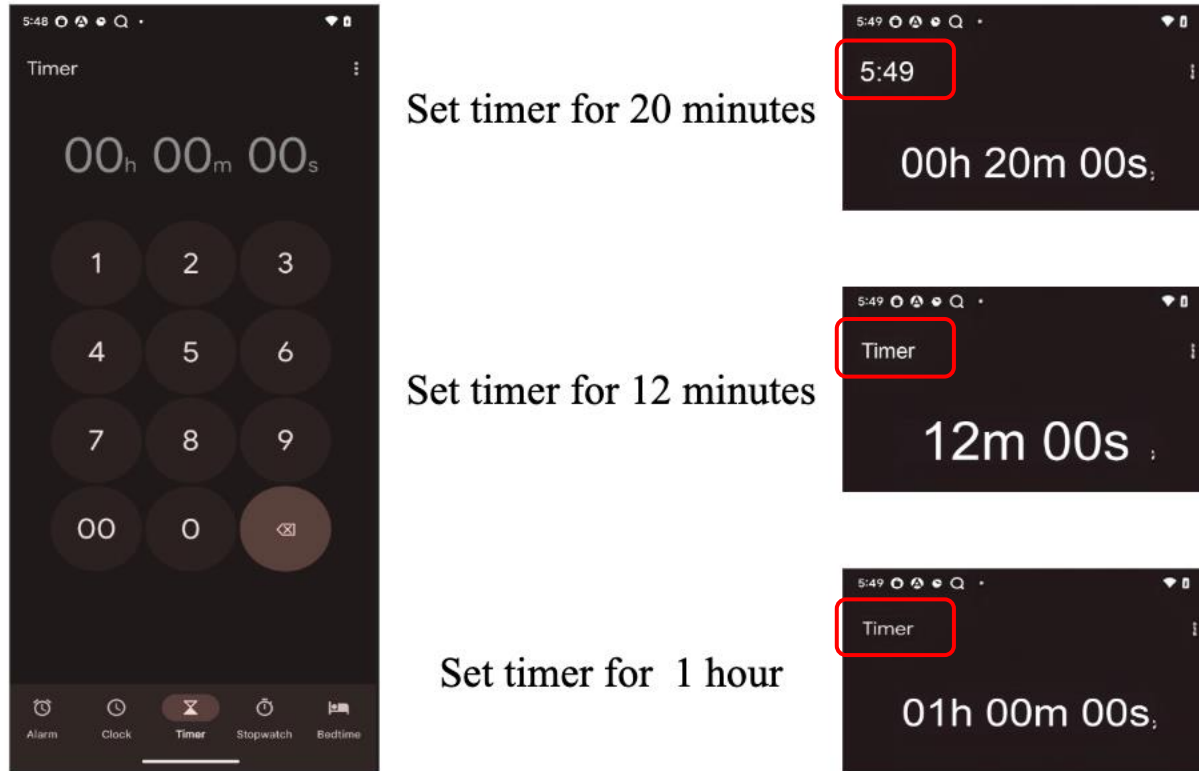 5:48
Timer
00h 00m 00s
1 2 3
4 5 6
7 8 9
00 0
Alarm Clock Timer Stopwatch Bedtime
Set timer for 20 minutes
5:49
5:49
00h 20m 00s
Set timer for 12 minutes
5:49
Timer
12m 00s
Set timer for 1 hour
5:49
Timer
01h 00m 00s